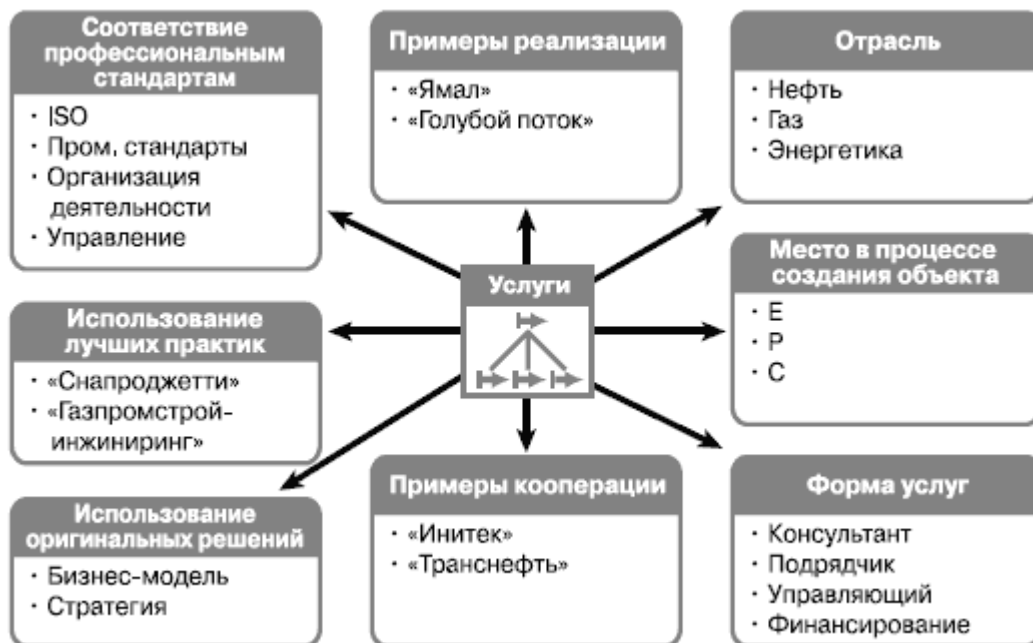 Соответствие
профессиональным
стандартам
· ISO
· Пром. стандарты
· Организация
деятельности
· Управление
Примеры реализации
· «Ямал»
· «Голубой поток»
Отрасль
· Нефть
· Газ
· Энергетика
Использование
лучших практик
· «Снапроджетти»
· «Газпромстрой-
инжиниринг»
Услуги
Место в процессе
создания объекта
· E
· P
· C
Использование
оригинальных решений
· Бизнес-модель
· Стратегия
Примеры кооперации
· «Инитек»
· «Транснефть»
Форма услуг
· Консультант
· Подрядчик
· Управляющий
· Финансирование